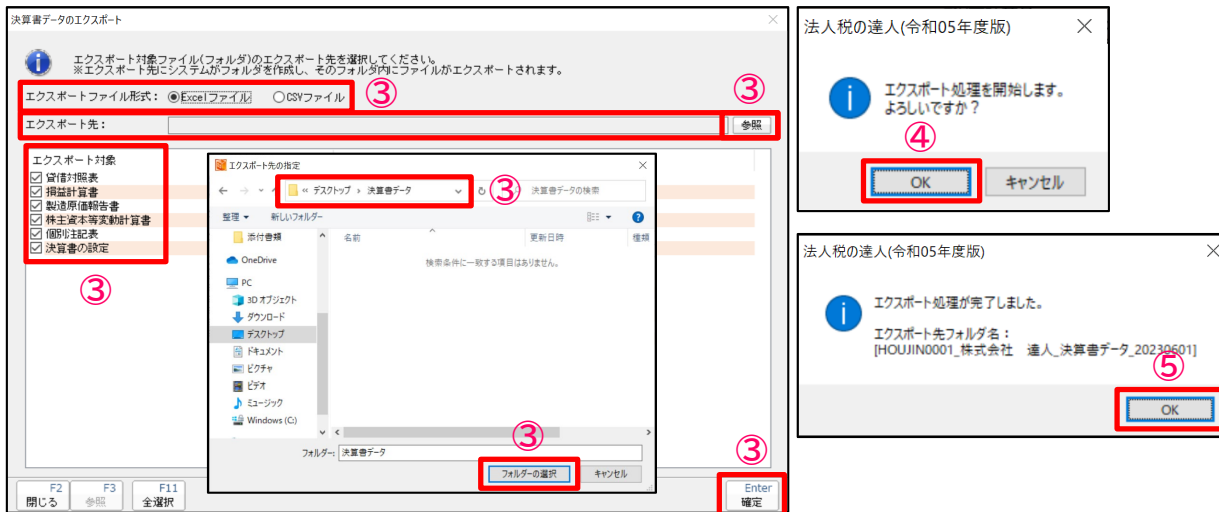 決算書データのエクスポート
エクスポート対象ファイル(フォルダ)のエクスポート先を選択してください。
※エクスポート先にシステムがフォルダを作成し、そのフォルダ内にファイルがエクスポートされます。
エクスポートファイル形式： Excelファイル CSVファイル ③
③
エクスポート先： 参照
エクスポート対象
貸借対照表
損益計算書
製造原価報告書
株主資本等変動計算書
個別注記表
決算書の設定
③
エクスポート先の指定
« デスクトップ › 決算書データ ③ 決算書データの検索
整理 新しいフォルダー
名前 更新日時 種類
検索条件に一致する項目はありません。
添付書類
OneDrive
PC
3D オブジェクト
ダウンロード
デスクトップ
ドキュメント
ピクチャ
ビデオ
ミュージック
Windows (C:)
③
フォルダー: 決算書データ
フォルダーの選択 キャンセル
③
F2 F3 F11 Enter
閉じる 参照 全選択 確定
法人税の達人(令和05年度版)
エクスポート処理を開始します。
よろしいですか？
④
OK キャンセル
法人税の達人(令和05年度版)
エクスポート処理が完了しました。
エクスポート先フォルダ名：
[HOUJIN0001_株式会社　達人_決算書データ_20230601]
⑤
OK